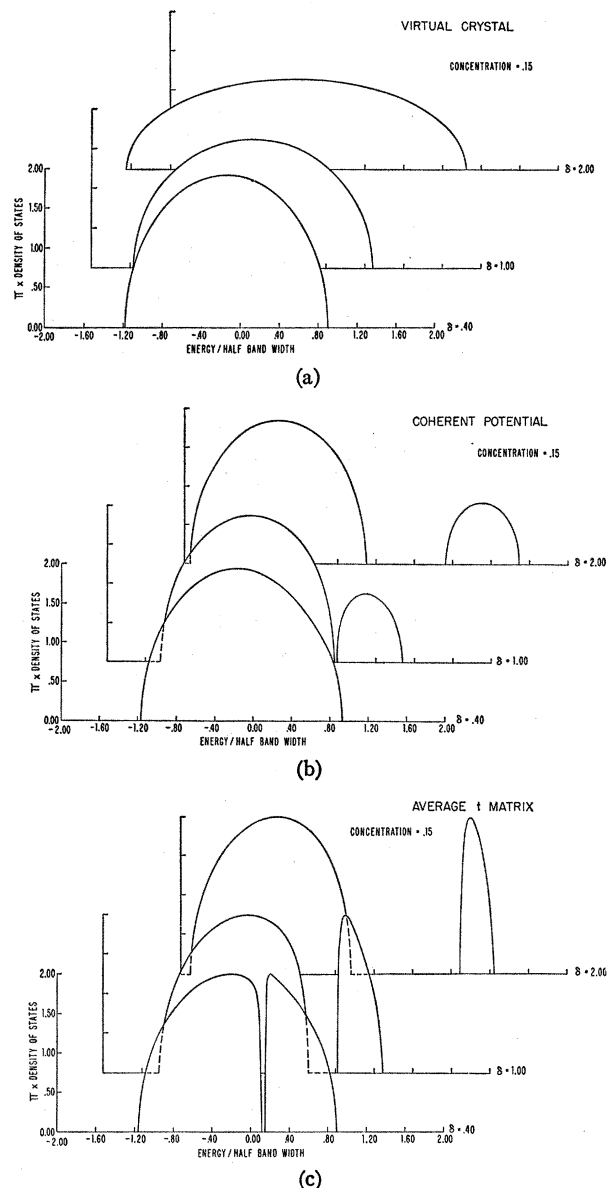 VIRTUAL CRYSTAL
CONCENTRATION = .15
δ = 2.00
δ = 1.00
δ = .40
π x DENSITY OF STATES
2.00
1.50
1.00
.50
0.00
-2.00 -1.60 -1.20 -.80 -.40 0.00 .40 .80 1.20 1.60 2.00
ENERGY/HALF BAND WIDTH
(a)
COHERENT POTENTIAL
CONCENTRATION = .15
δ = 2.00
δ = 1.00
δ = .40
π x DENSITY OF STATES
2.00
1.50
1.00
.50
0.00
-2.00 -1.60 -1.20 -.80 -.40 0.00 .40 .80 1.20 1.60 2.00
ENERGY/HALF BAND WIDTH
(b)
AVERAGE t MATRIX
CONCENTRATION = .15
δ = 2.00
δ = 1.00
δ = .40
π x DENSITY OF STATES
2.00
1.50
1.00
.50
0.00
-2.00 -1.60 -1.20 -.80 -.40 0.00 .40 .80 1.20 1.60 2.00
ENERGY/HALF BAND WIDTH
(c)